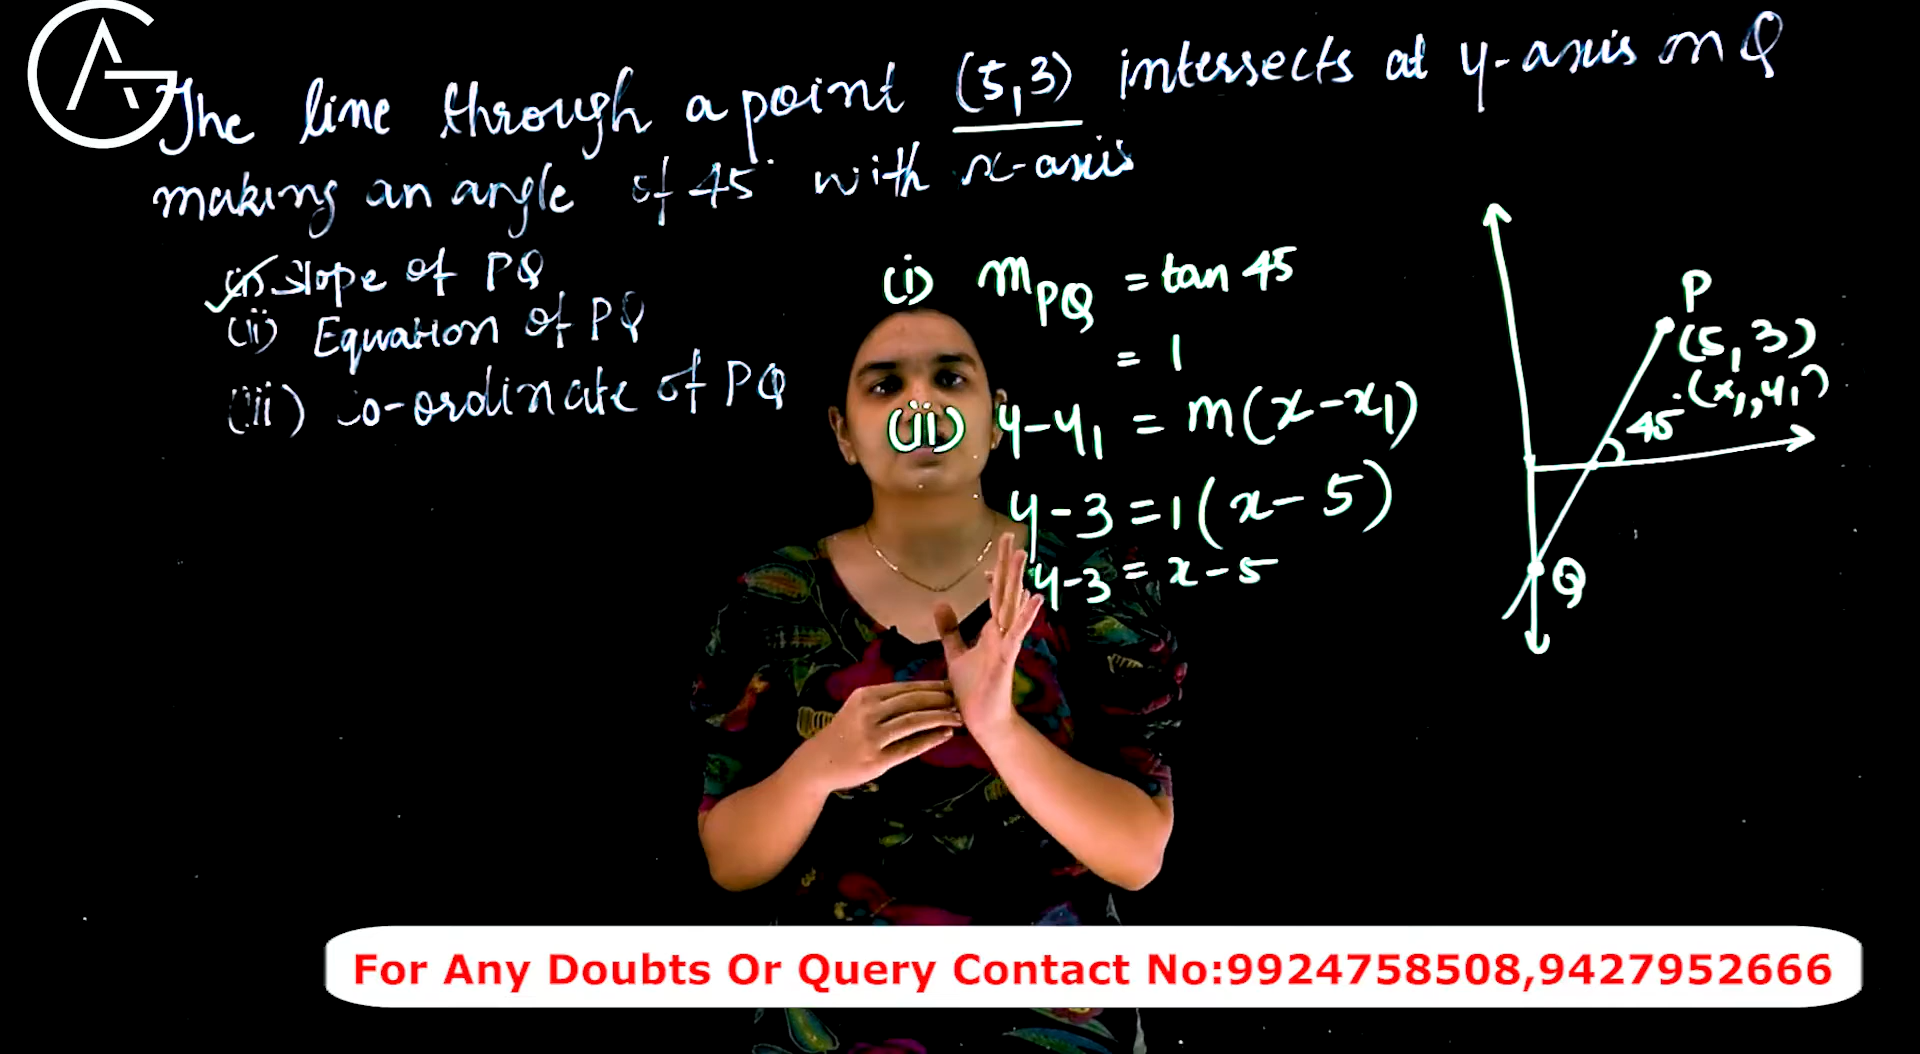 AG
The line through a point (5,3) intersects at y-axis on Q
making an angle of 45° with x-axis
(i) slope of PQ
(ii) Equation of PQ
(iii) co-ordinate of PQ
(i) mPQ = tan 45
= 1
(ii) y-y1 = m(x-x1)
y-3 = 1(x-5)
y-3 = x-5
P
(5,3)
(x1,y1)
45°
Q
For Any Doubts Or Query Contact No:9924758508,9427952666